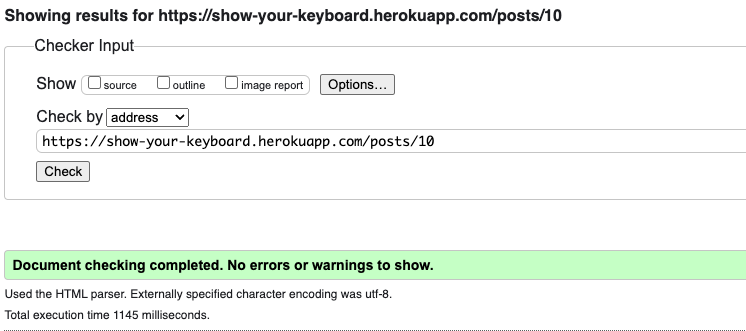 Showing results for https://show-your-keyboard.herokuapp.com/posts/10
Checker Input
Show source outline image report Options...
Check by address
https://show-your-keyboard.herokuapp.com/posts/10
Check
Document checking completed. No errors or warnings to show.
Used the HTML parser. Externally specified character encoding was utf-8.
Total execution time 1145 milliseconds.